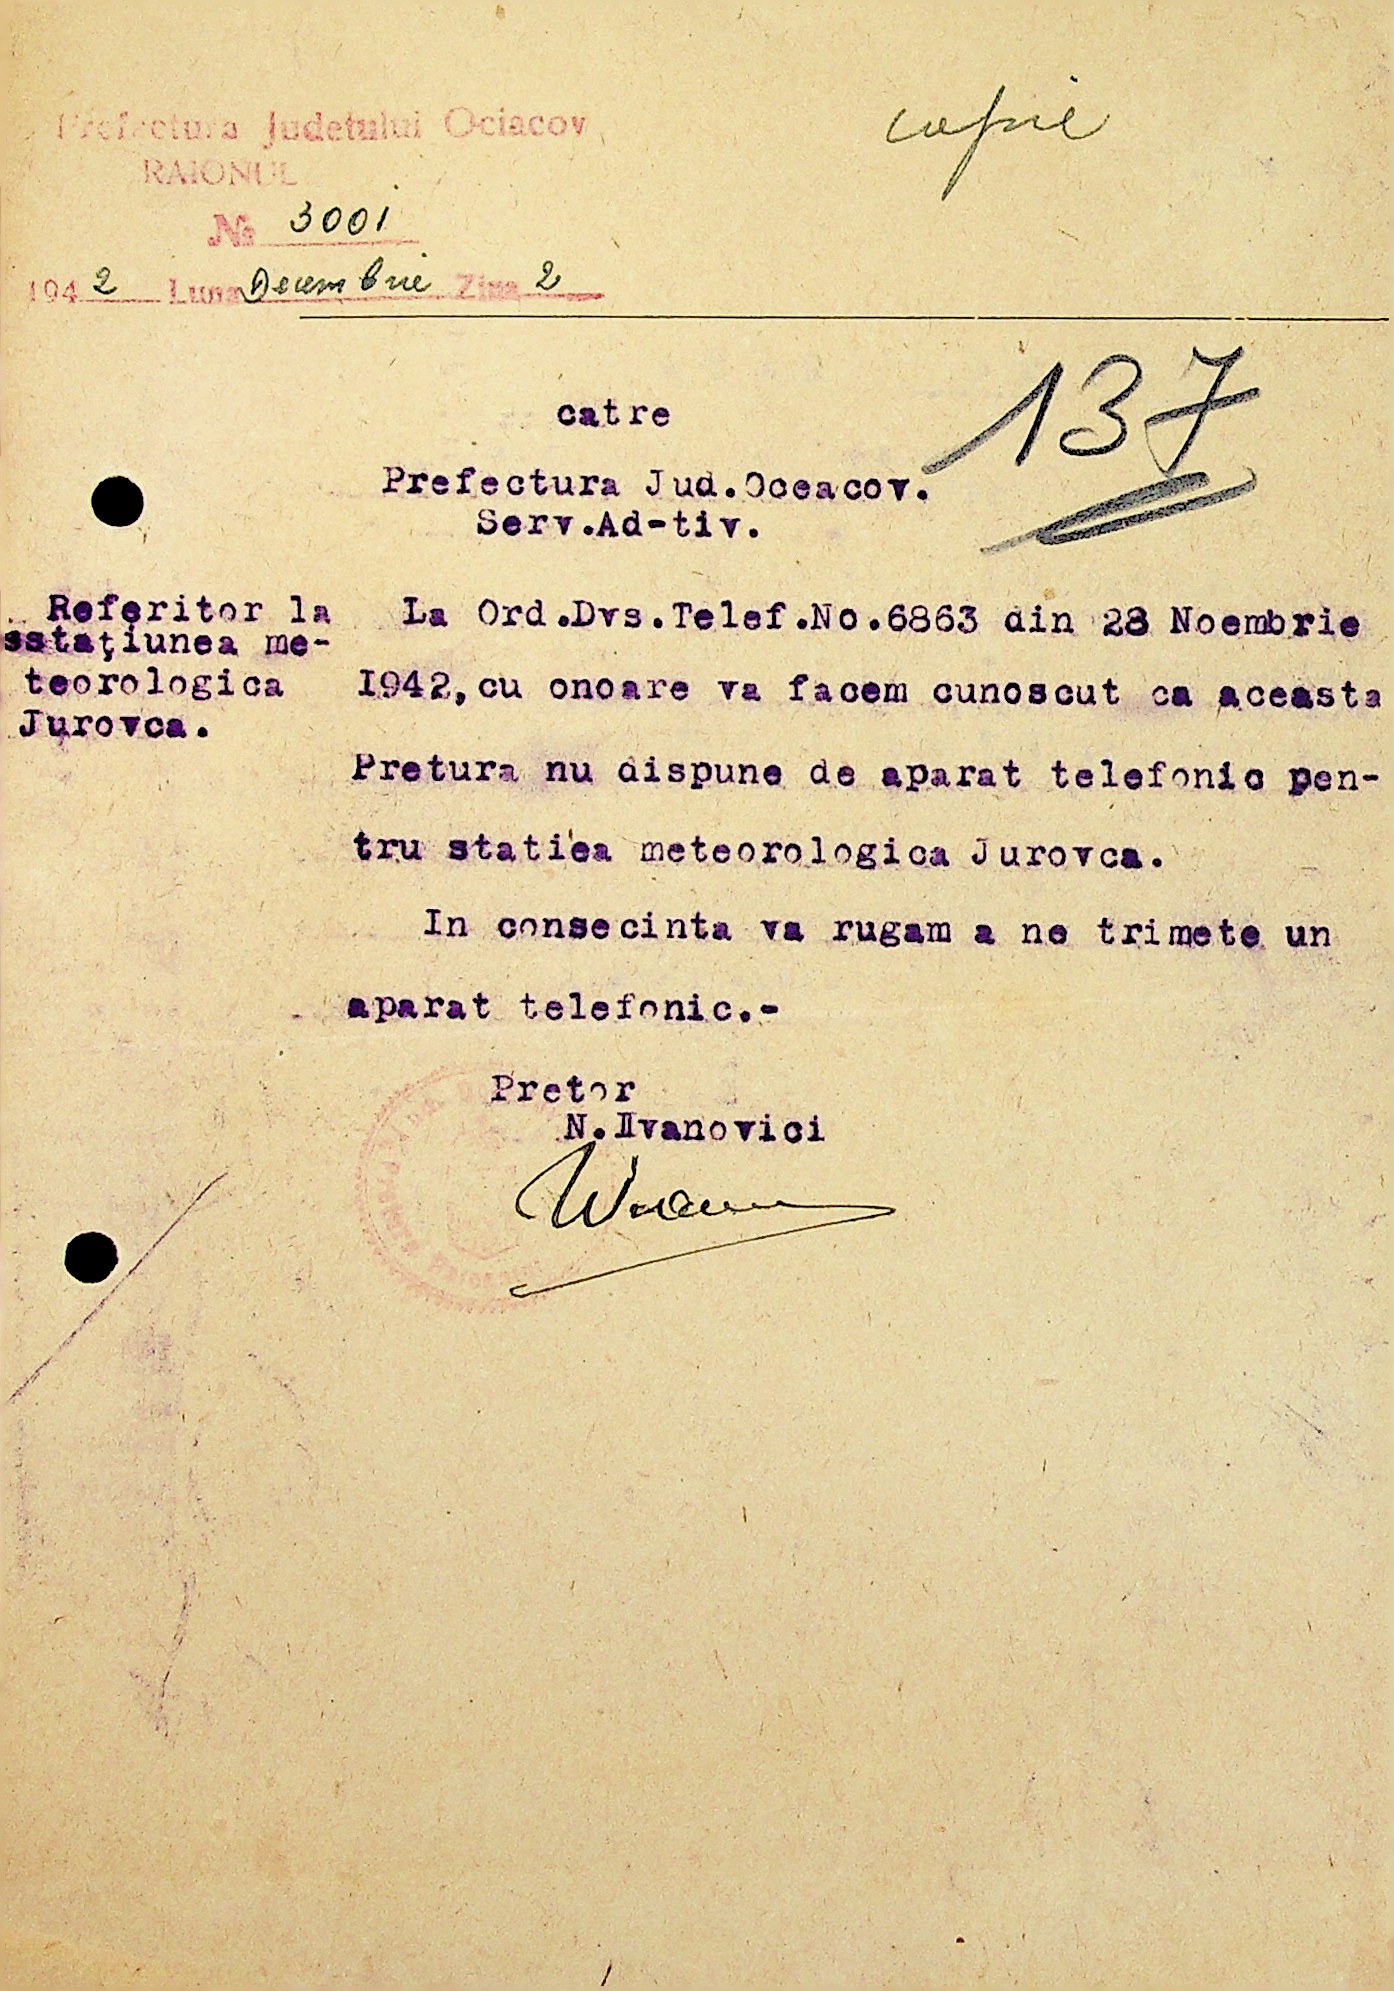 Prefectura Judetului Ociacov
RAIONUL
№ 3001
1942 Luna Decembrie Ziua 2
copie
137
catre
Prefectura Jud.Oceacov.
Serv.Ad-tiv.
Referitor la
sstațiunea me-
teorologica
Jurovca.
La Ord.Dvs.Telef.No.6863 din 28 Noembrie
I942,cu onoare va facem cunoscut ca aceasta
Pretura nu dispune de aparat telefonic pen-
tru statiea meteorologica Jurovca.
In consecinta va rugam a ne trimete un
aparat telefonic.-
Pretor
N.IIvanovici